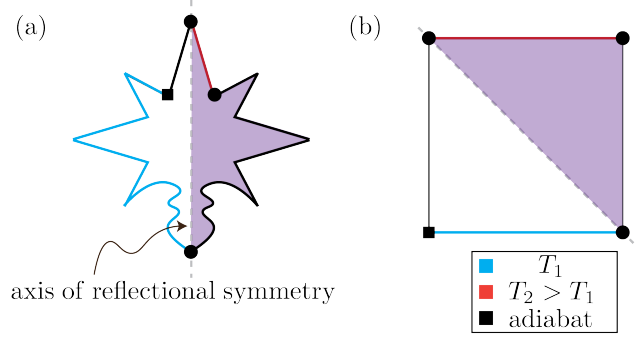 (a)
(b)
axis of reflectional symmetry
T₁
T₂ > T₁
adiabat